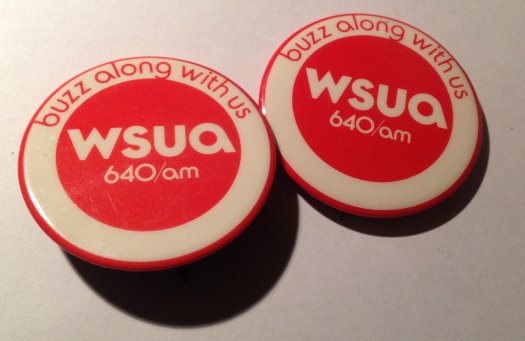 buzz along with us
wsua
640/am
buzz along with us
wsua
640/am